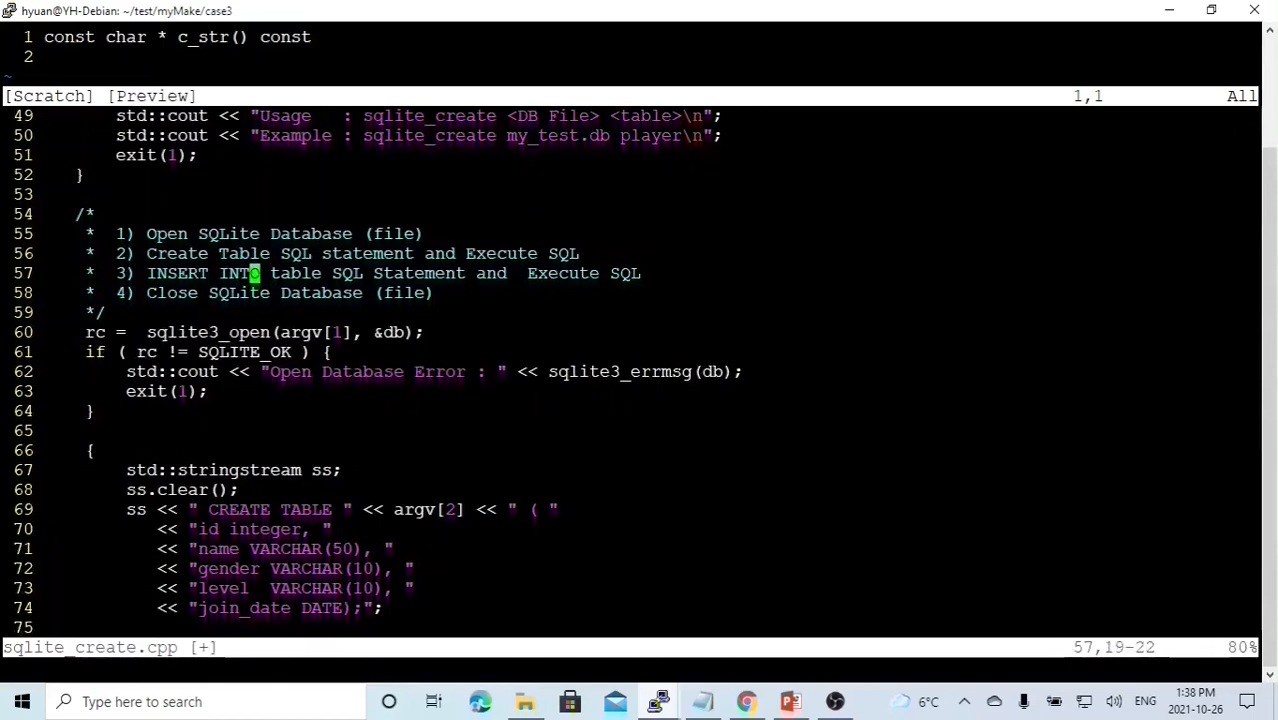 hyuan@YH-Debian: ~/test/myMake/case3
1 const char * c_str() const
2
~
[Scratch] [Preview] 1,1 All
49 std::cout << "Usage   : sqlite_create <DB File> <table>\n";
50 std::cout << "Example : sqlite_create my_test.db player\n";
51 exit(1);
52 }
53
54 /*
55 *  1) Open SQLite Database (file)
56 *  2) Create Table SQL statement and Execute SQL
57 *  3) INSERT INTO table SQL Statement and  Execute SQL
58 *  4) Close SQLite Database (file)
59 */
60 rc =  sqlite3_open(argv[1], &db);
61 if ( rc != SQLITE_OK ) {
62 std::cout << "Open Database Error : " << sqlite3_errmsg(db);
63 exit(1);
64 }
65
66 {
67 std::stringstream ss;
68 ss.clear();
69 ss << " CREATE TABLE " << argv[2] << " ( "
70 << "id integer, "
71 << "name VARCHAR(50), "
72 << "gender VARCHAR(10), "
73 << "level  VARCHAR(10), "
74 << "join_date DATE);";
75
sqlite_create.cpp [+] 57,19-22 80%
Type here to search
6°C
ENG
1:38 PM
2021-10-26